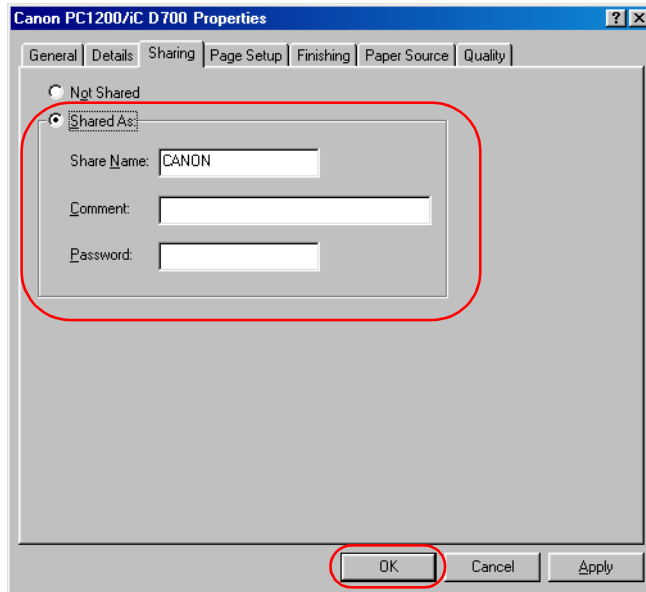 Canon PC1200/iC D700 Properties
General Details Sharing Page Setup Finishing Paper Source Quality
Not Shared
Shared As:
Share Name: CANON
Comment:
Password:
OK Cancel Apply